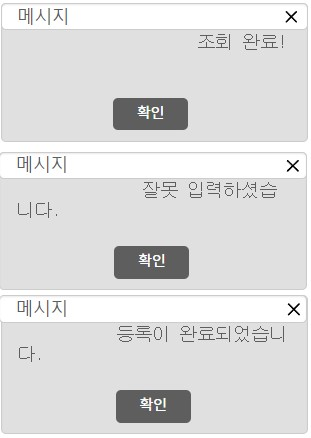 메시지
조회 완료!
확인
메시지
잘못 입력하셨습
니다.
확인
메시지
등록이 완료되었습니
다.
확인